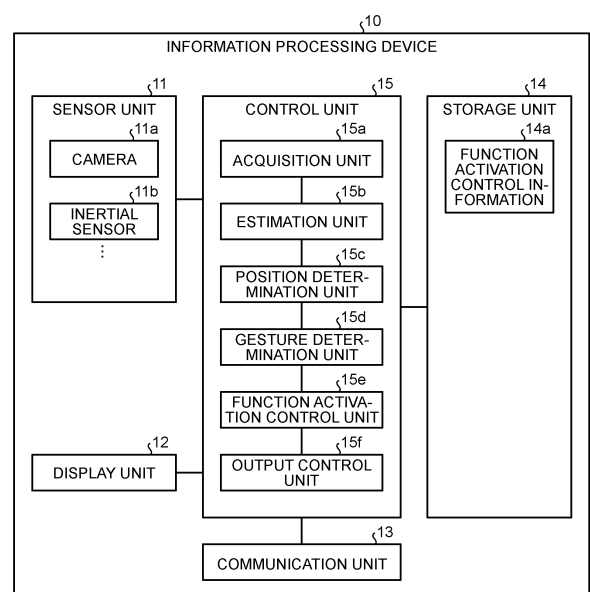 10
INFORMATION PROCESSING DEVICE
11
SENSOR UNIT
11a
CAMERA
11b
INERTIAL
SENSOR
⋮
15
CONTROL UNIT
15a
ACQUISITION UNIT
15b
ESTIMATION UNIT
15c
POSITION DETER-
MINATION UNIT
15d
GESTURE DETER-
MINATION UNIT
15e
FUNCTION ACTIVA-
TION CONTROL UNIT
15f
OUTPUT CONTROL
UNIT
14
STORAGE UNIT
14a
FUNCTION
ACTIVATION
CONTROL IN-
FORMATION
12
DISPLAY UNIT
13
COMMUNICATION UNIT